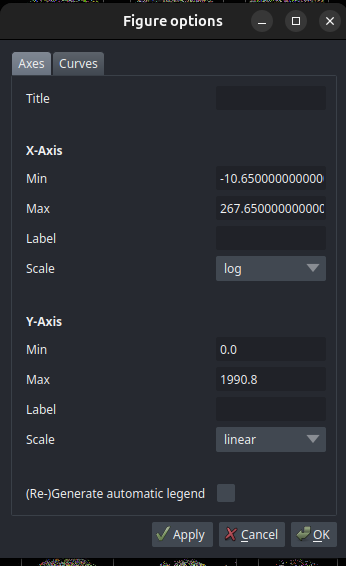 Figure options
Axes Curves
Title
X-Axis
Min -10.650000000000
Max 267.650000000000
Label
Scale log
Y-Axis
Min 0.0
Max 1990.8
Label
Scale linear
(Re-)Generate automatic legend
Apply Cancel OK